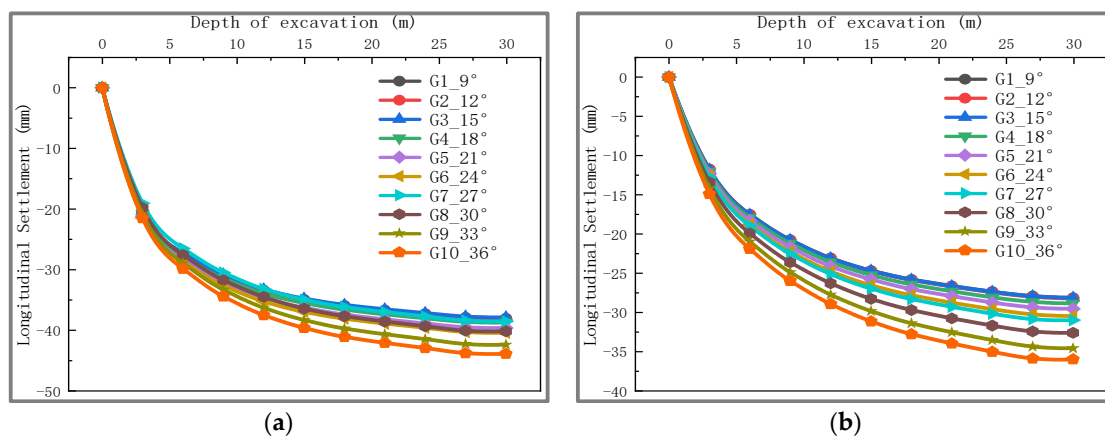 Depth of excavation (m)
0 5 10 15 20 25 30
0
-10
-20
-30
-40
-50
Longitudinal Settlement (mm)
G1_9°
G2_12°
G3_15°
G4_18°
G5_21°
G6_24°
G7_27°
G8_30°
G9_33°
G10_36°
(a)
Depth of excavation (m)
0 5 10 15 20 25 30
0
-5
-10
-15
-20
-25
-30
-35
-40
Longitudinal Settlement (mm)
G1_9°
G2_12°
G3_15°
G4_18°
G5_21°
G6_24°
G7_27°
G8_30°
G9_33°
G10_36°
(b)